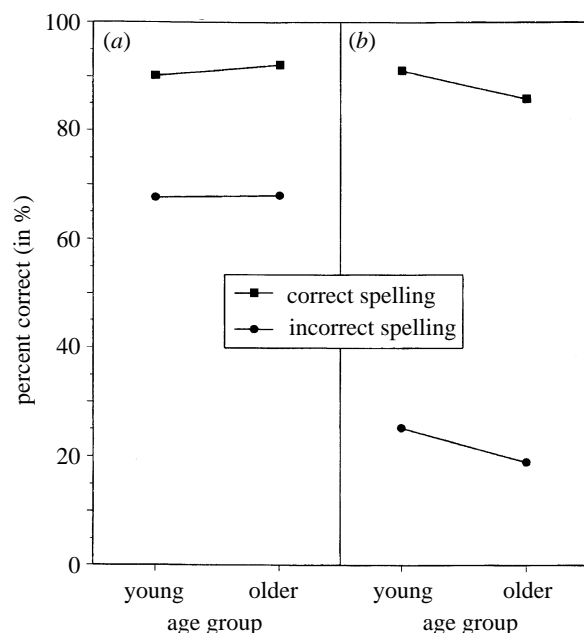 100
(a)
(b)
80
60
40
20
0
percent correct (in %)
correct spelling
incorrect spelling
young
older
young
older
age group
age group